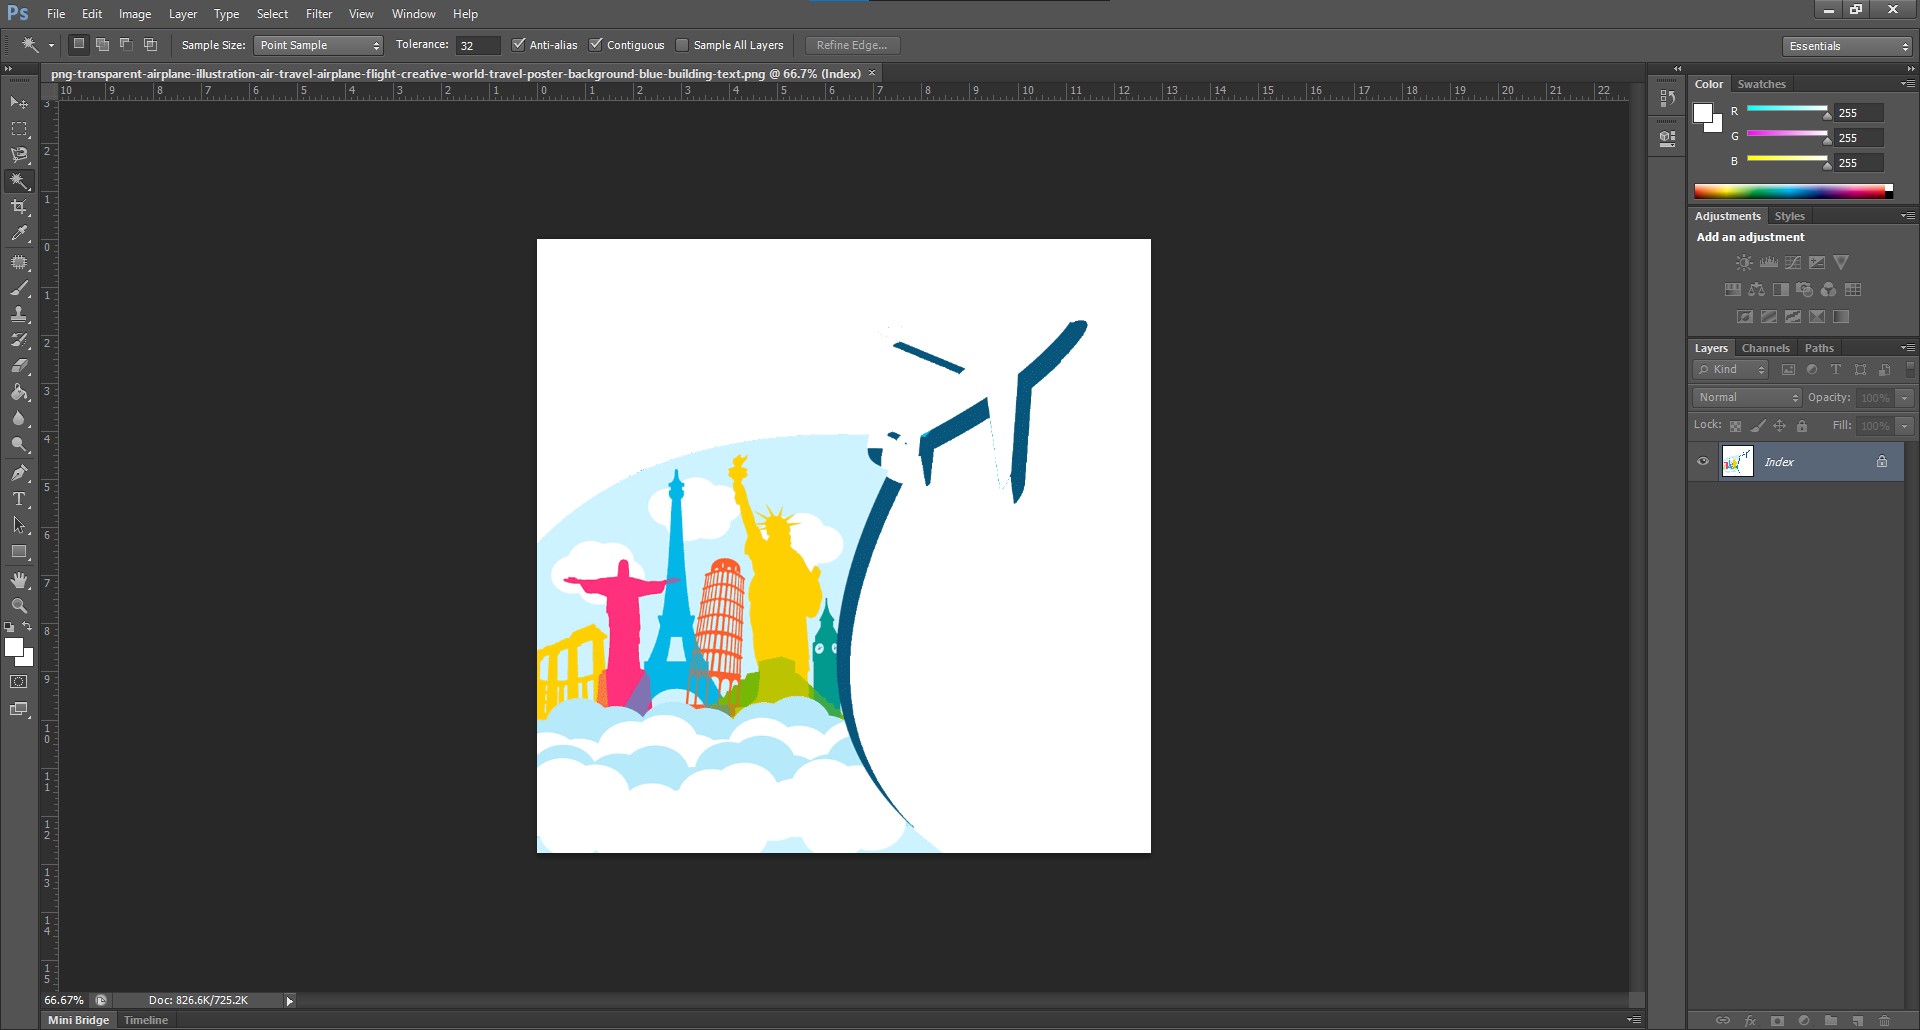 Ps File Edit Image Layer Type Select Filter View Window Help
Sample Size: Point Sample Tolerance: 32 Anti-alias Contiguous Sample All Layers Refine Edge... Essentials
png-transparent-airplane-illustration-air-travel-airplane-flight-creative-world-travel-poster-background-blue-building-text.png @ 66.7% (Index) ×
10 9 8 7 6 5 4 3 2 1 0 1 2 3 4 5 6 7 8 9 10 11 12 13 14 15 16 17 18 19 20 21 22
3
2
1
0
1
2
3
4
5
6
7
8
9
10
11
12
13
14
15
Color Swatches
R 255
G 255
B 255
Adjustments Styles
Add an adjustment
Layers Channels Paths
Kind
Normal Opacity: 100%
Lock: Fill: 100%
Index
66.67% Doc: 826.6K/725.2K
Mini Bridge Timeline